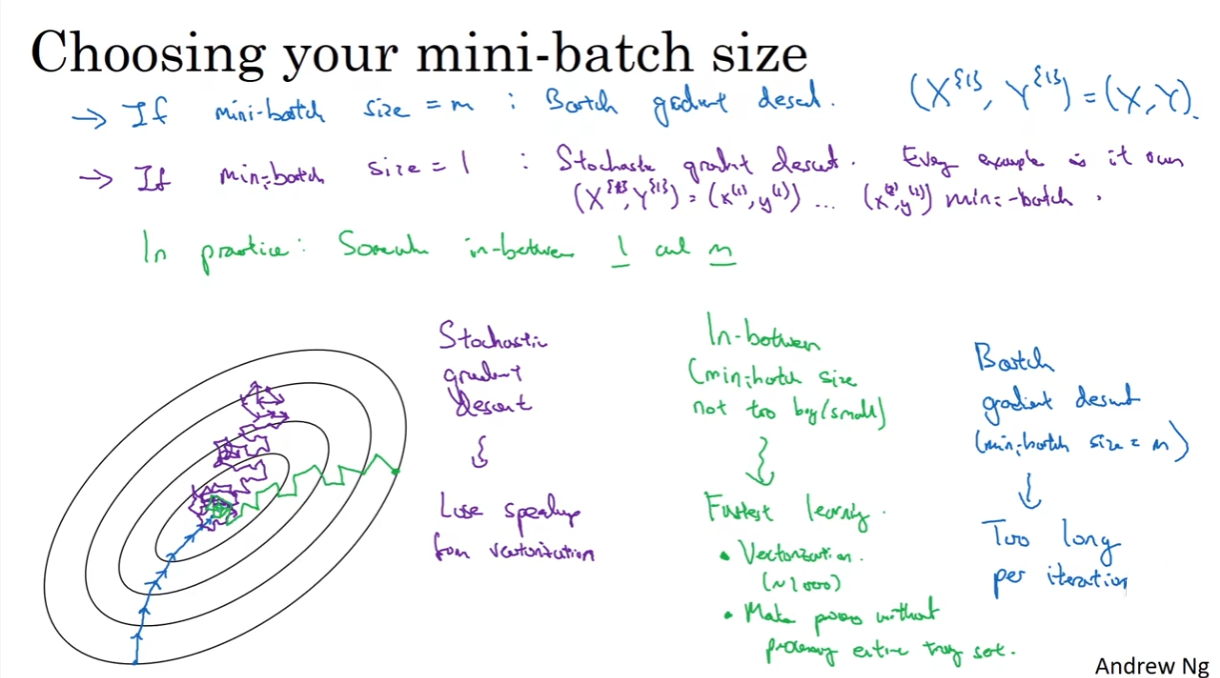 Choosing your mini-batch size
→ If mini-batch size = m : Batch gradient descent. (X^{1}, Y^{1}) = (X, Y).
→ If mini-batch size = 1 : Stochastic gradient descent. Every example is it own
(X^{1}, Y^{1}) = (x^(1), y^(1)) ... (x^(2), y^(2)) mini-batch.
In practice: Somewhere in-between 1 and m
Stochastic
gradient
descent
Lose speedup
from vectorization
In-between
(mini-batch size
not too big/small)
Fastest learning.
• Vectorization.
(~1000)
• Make progress without
processing entire training set.
Batch
gradient descent
(mini-batch size = m)
Too long
per iteration
Andrew Ng